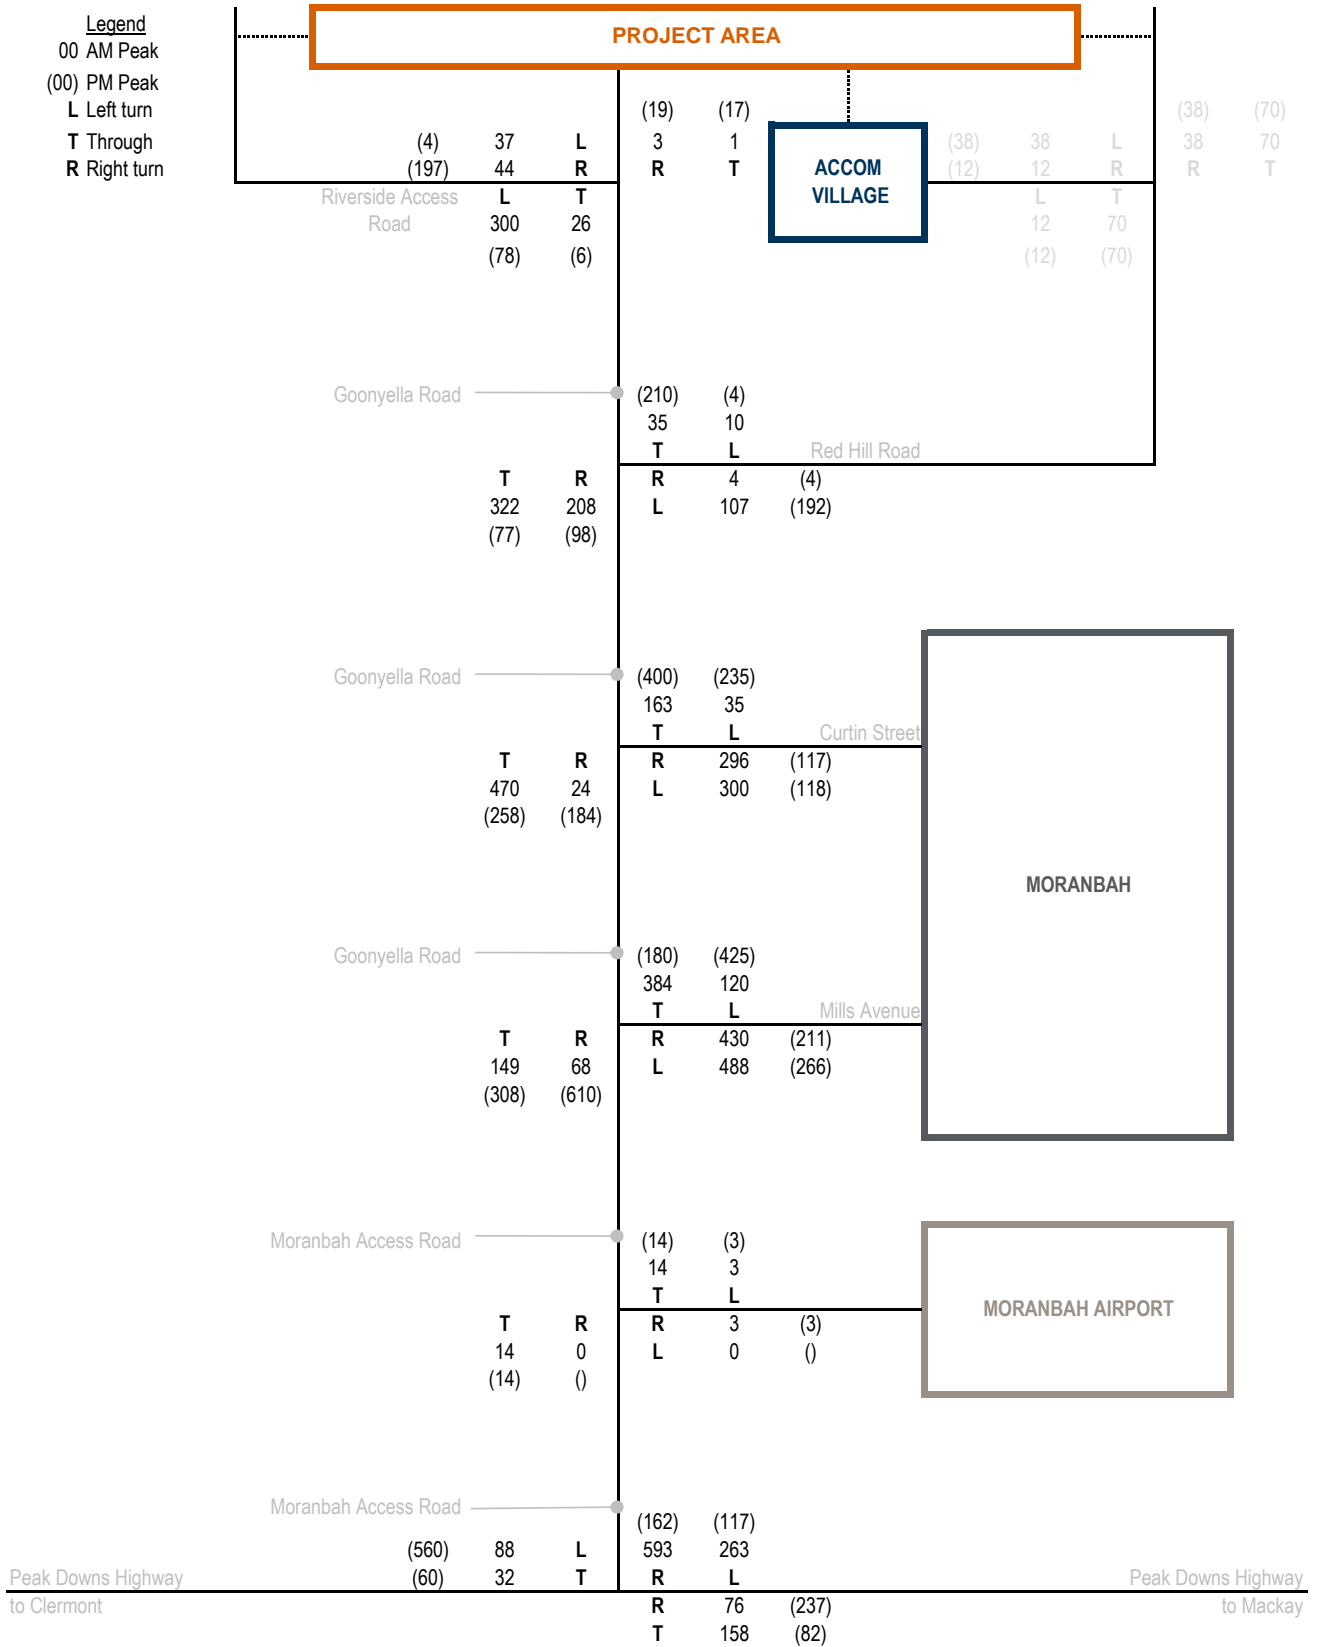 Legend
00 AM Peak
(00) PM Peak
L Left turn
T Through
R Right turn
PROJECT AREA
(19) (17)
(4) 37 L 3 1
(197) 44 R R T
Riverside Access
Road
L T
300 26
(78) (6)
ACCOM
VILLAGE
(38) (70)
(38) 38 L 38 70
(12) 12 R R T
L T
12 70
(12) (70)
Goonyella Road (210) (4)
35 10
T L Red Hill Road
T R R 4 (4)
322 208 L 107 (192)
(77) (98)
Goonyella Road (400) (235)
163 35
T L Curtin Street
T R R 296 (117)
470 24 L 300 (118)
(258) (184)
MORANBAH
Goonyella Road (180) (425)
384 120
T L Mills Avenue
T R R 430 (211)
149 68 L 488 (266)
(308) (610)
Moranbah Access Road (14) (3)
14 3
T L
MORANBAH AIRPORT
T R R 3 (3)
14 0 L 0 ()
(14) ()
Moranbah Access Road
(162) (117)
(560) 88 L 593 263
Peak Downs Highway (60) 32 T R L Peak Downs Highway
to Clermont R 76 (237) to Mackay
T 158 (82)